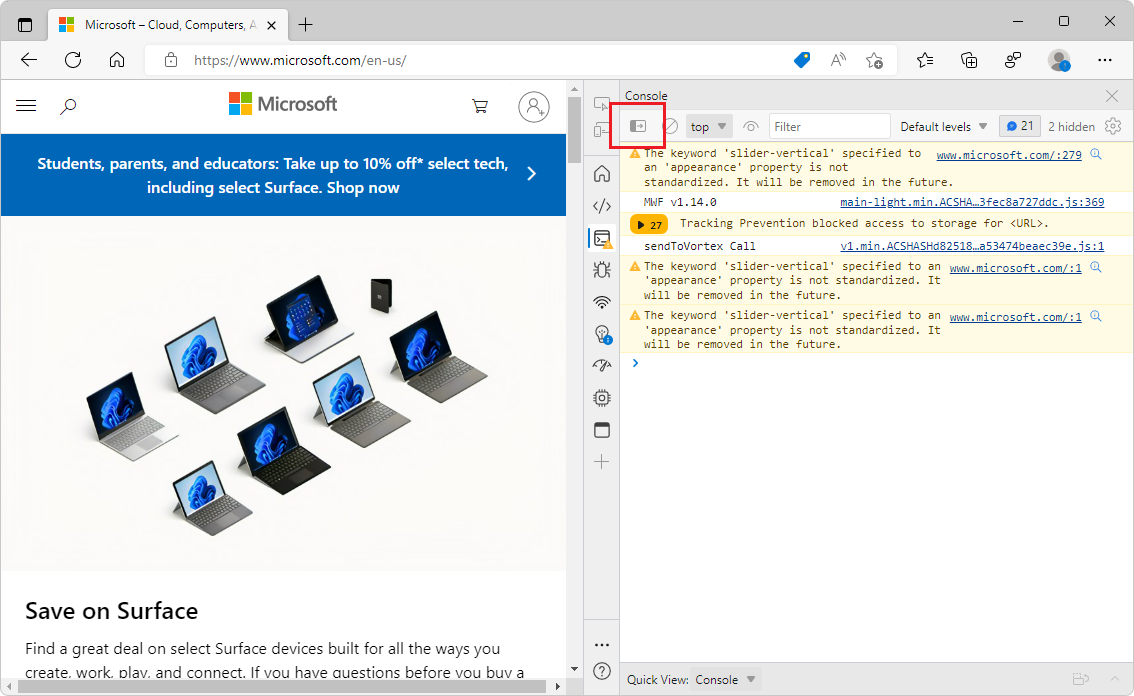 Microsoft – Cloud, Computers, A
https://www.microsoft.com/en-us/
Microsoft
Students, parents, and educators: Take up to 10% off* select tech,
including select Surface. Shop now
Save on Surface
Find a great deal on select Surface devices built for all the ways you
create, work, play, and connect. If you have questions before you buy a
Console
top
Filter
Default levels
21
2 hidden
The keyword 'slider-vertical' specified to www.microsoft.com/:279
an 'appearance' property is not
standardized. It will be removed in the future.
MWF v1.14.0 main-light.min.ACSHA…3fec8a727ddc.js:369
27 Tracking Prevention blocked access to storage for <URL>.
sendToVortex Call v1.min.ACSHASHd82518…a53474beaec39e.js:1
The keyword 'slider-vertical' specified to an www.microsoft.com/:1
'appearance' property is not standardized. It
will be removed in the future.
The keyword 'slider-vertical' specified to an www.microsoft.com/:1
'appearance' property is not standardized. It
will be removed in the future.
Quick View: Console